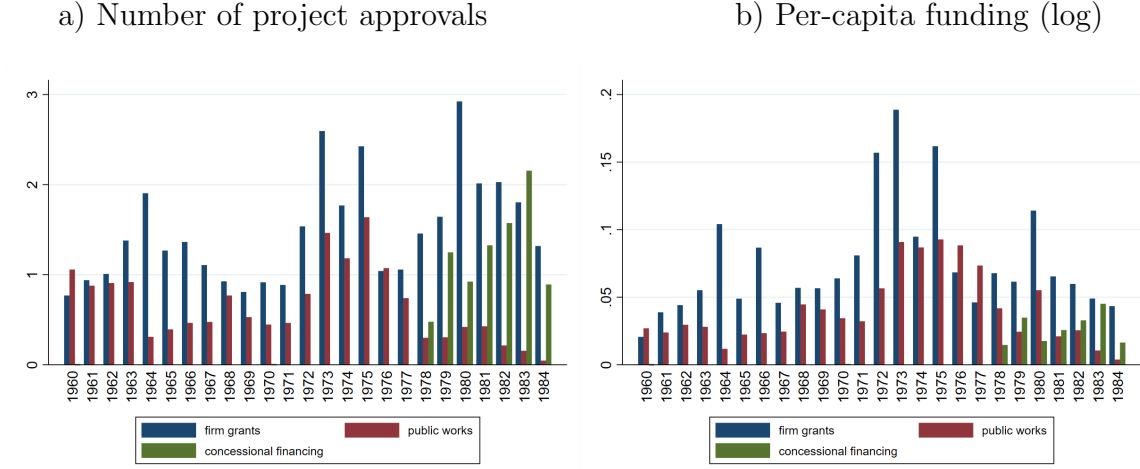 a) Number of project approvals
b) Per-capita funding (log)
3
2
1
0
1960 1961 1962 1963 1964 1965 1966 1967 1968 1969 1970 1971 1972 1973 1974 1975 1976 1977 1978 1979 1980 1981 1982 1983 1984
firm grants public works
concessional financing
.2
.15
.1
.05
0
1960 1961 1962 1963 1964 1965 1966 1967 1968 1969 1970 1971 1972 1973 1974 1975 1976 1977 1978 1979 1980 1981 1982 1983 1984
firm grants public works
concessional financing